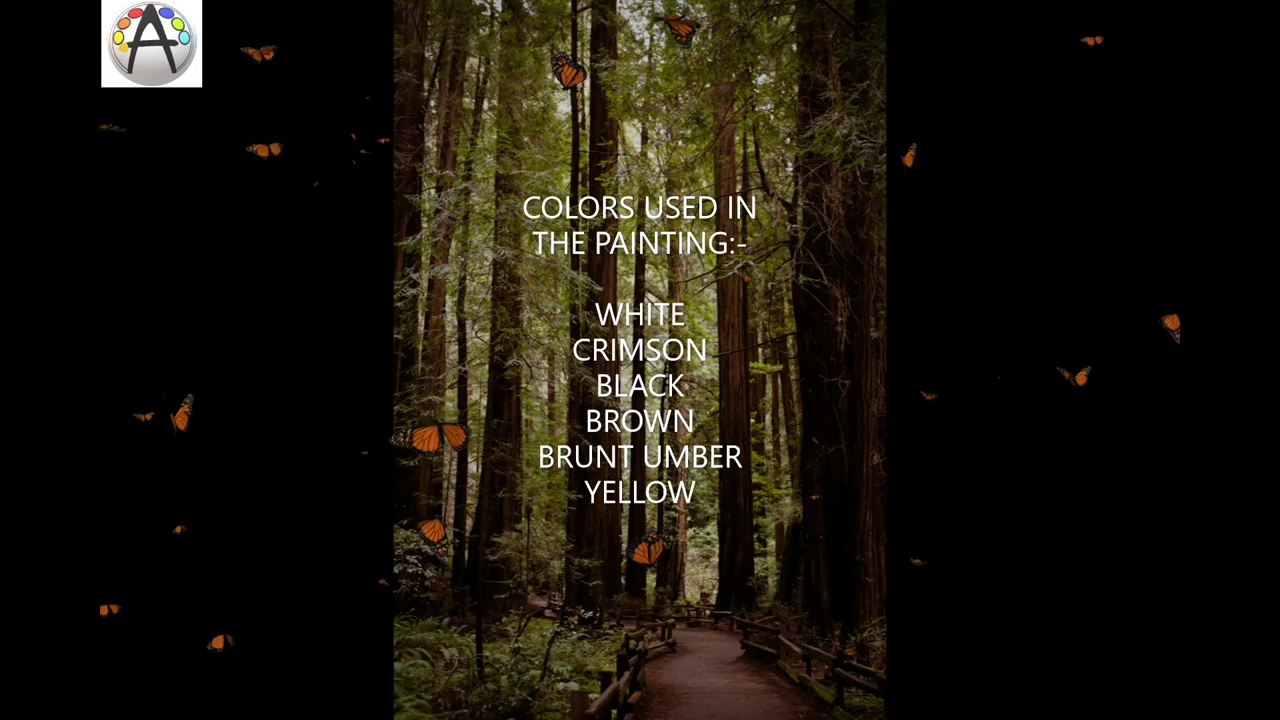 A
COLORS USED IN
THE PAINTING:-
WHITE
CRIMSON
BLACK
BROWN
BRUNT UMBER
YELLOW